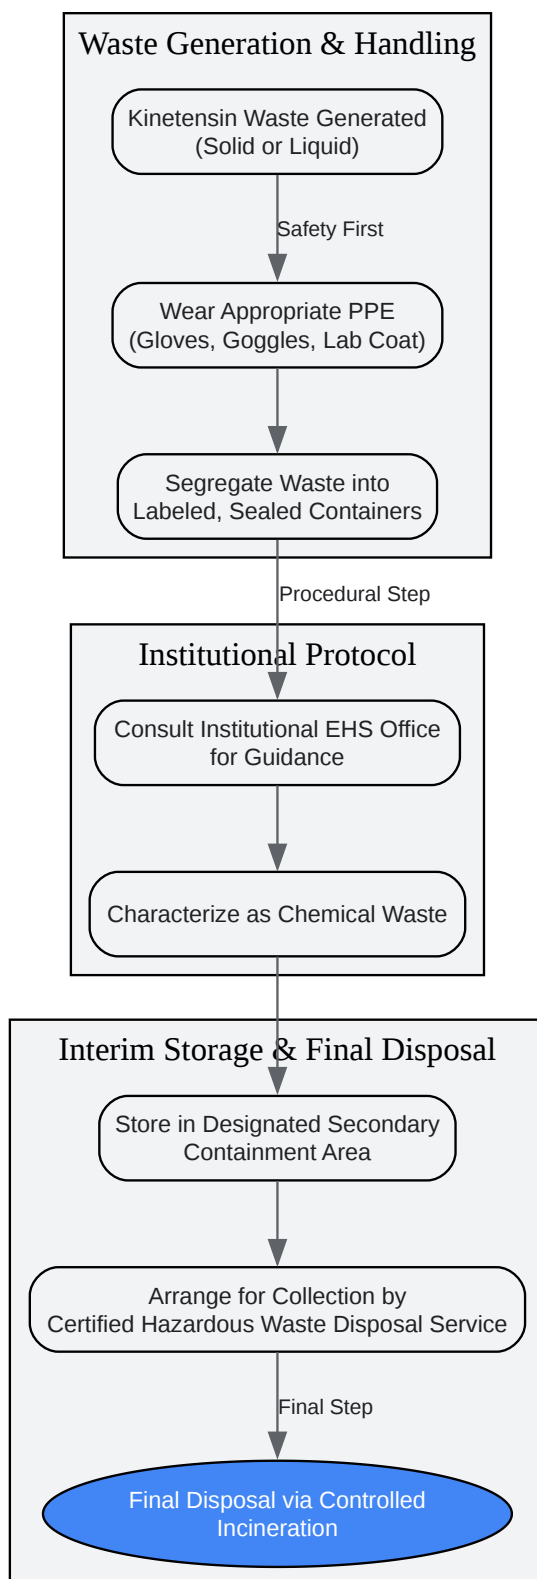 Waste Generation & Handling
Kinetensin Waste Generated
(Solid or Liquid)
Safety First
Wear Appropriate PPE
(Gloves, Goggles, Lab Coat)
Segregate Waste into
Labeled, Sealed Containers
Procedural Step
Institutional Protocol
Consult Institutional EHS Office
for Guidance
Characterize as Chemical Waste
Interim Storage & Final Disposal
Store in Designated Secondary
Containment Area
Arrange for Collection by
Certified Hazardous Waste Disposal Service
Final Step
Final Disposal via Controlled
Incineration